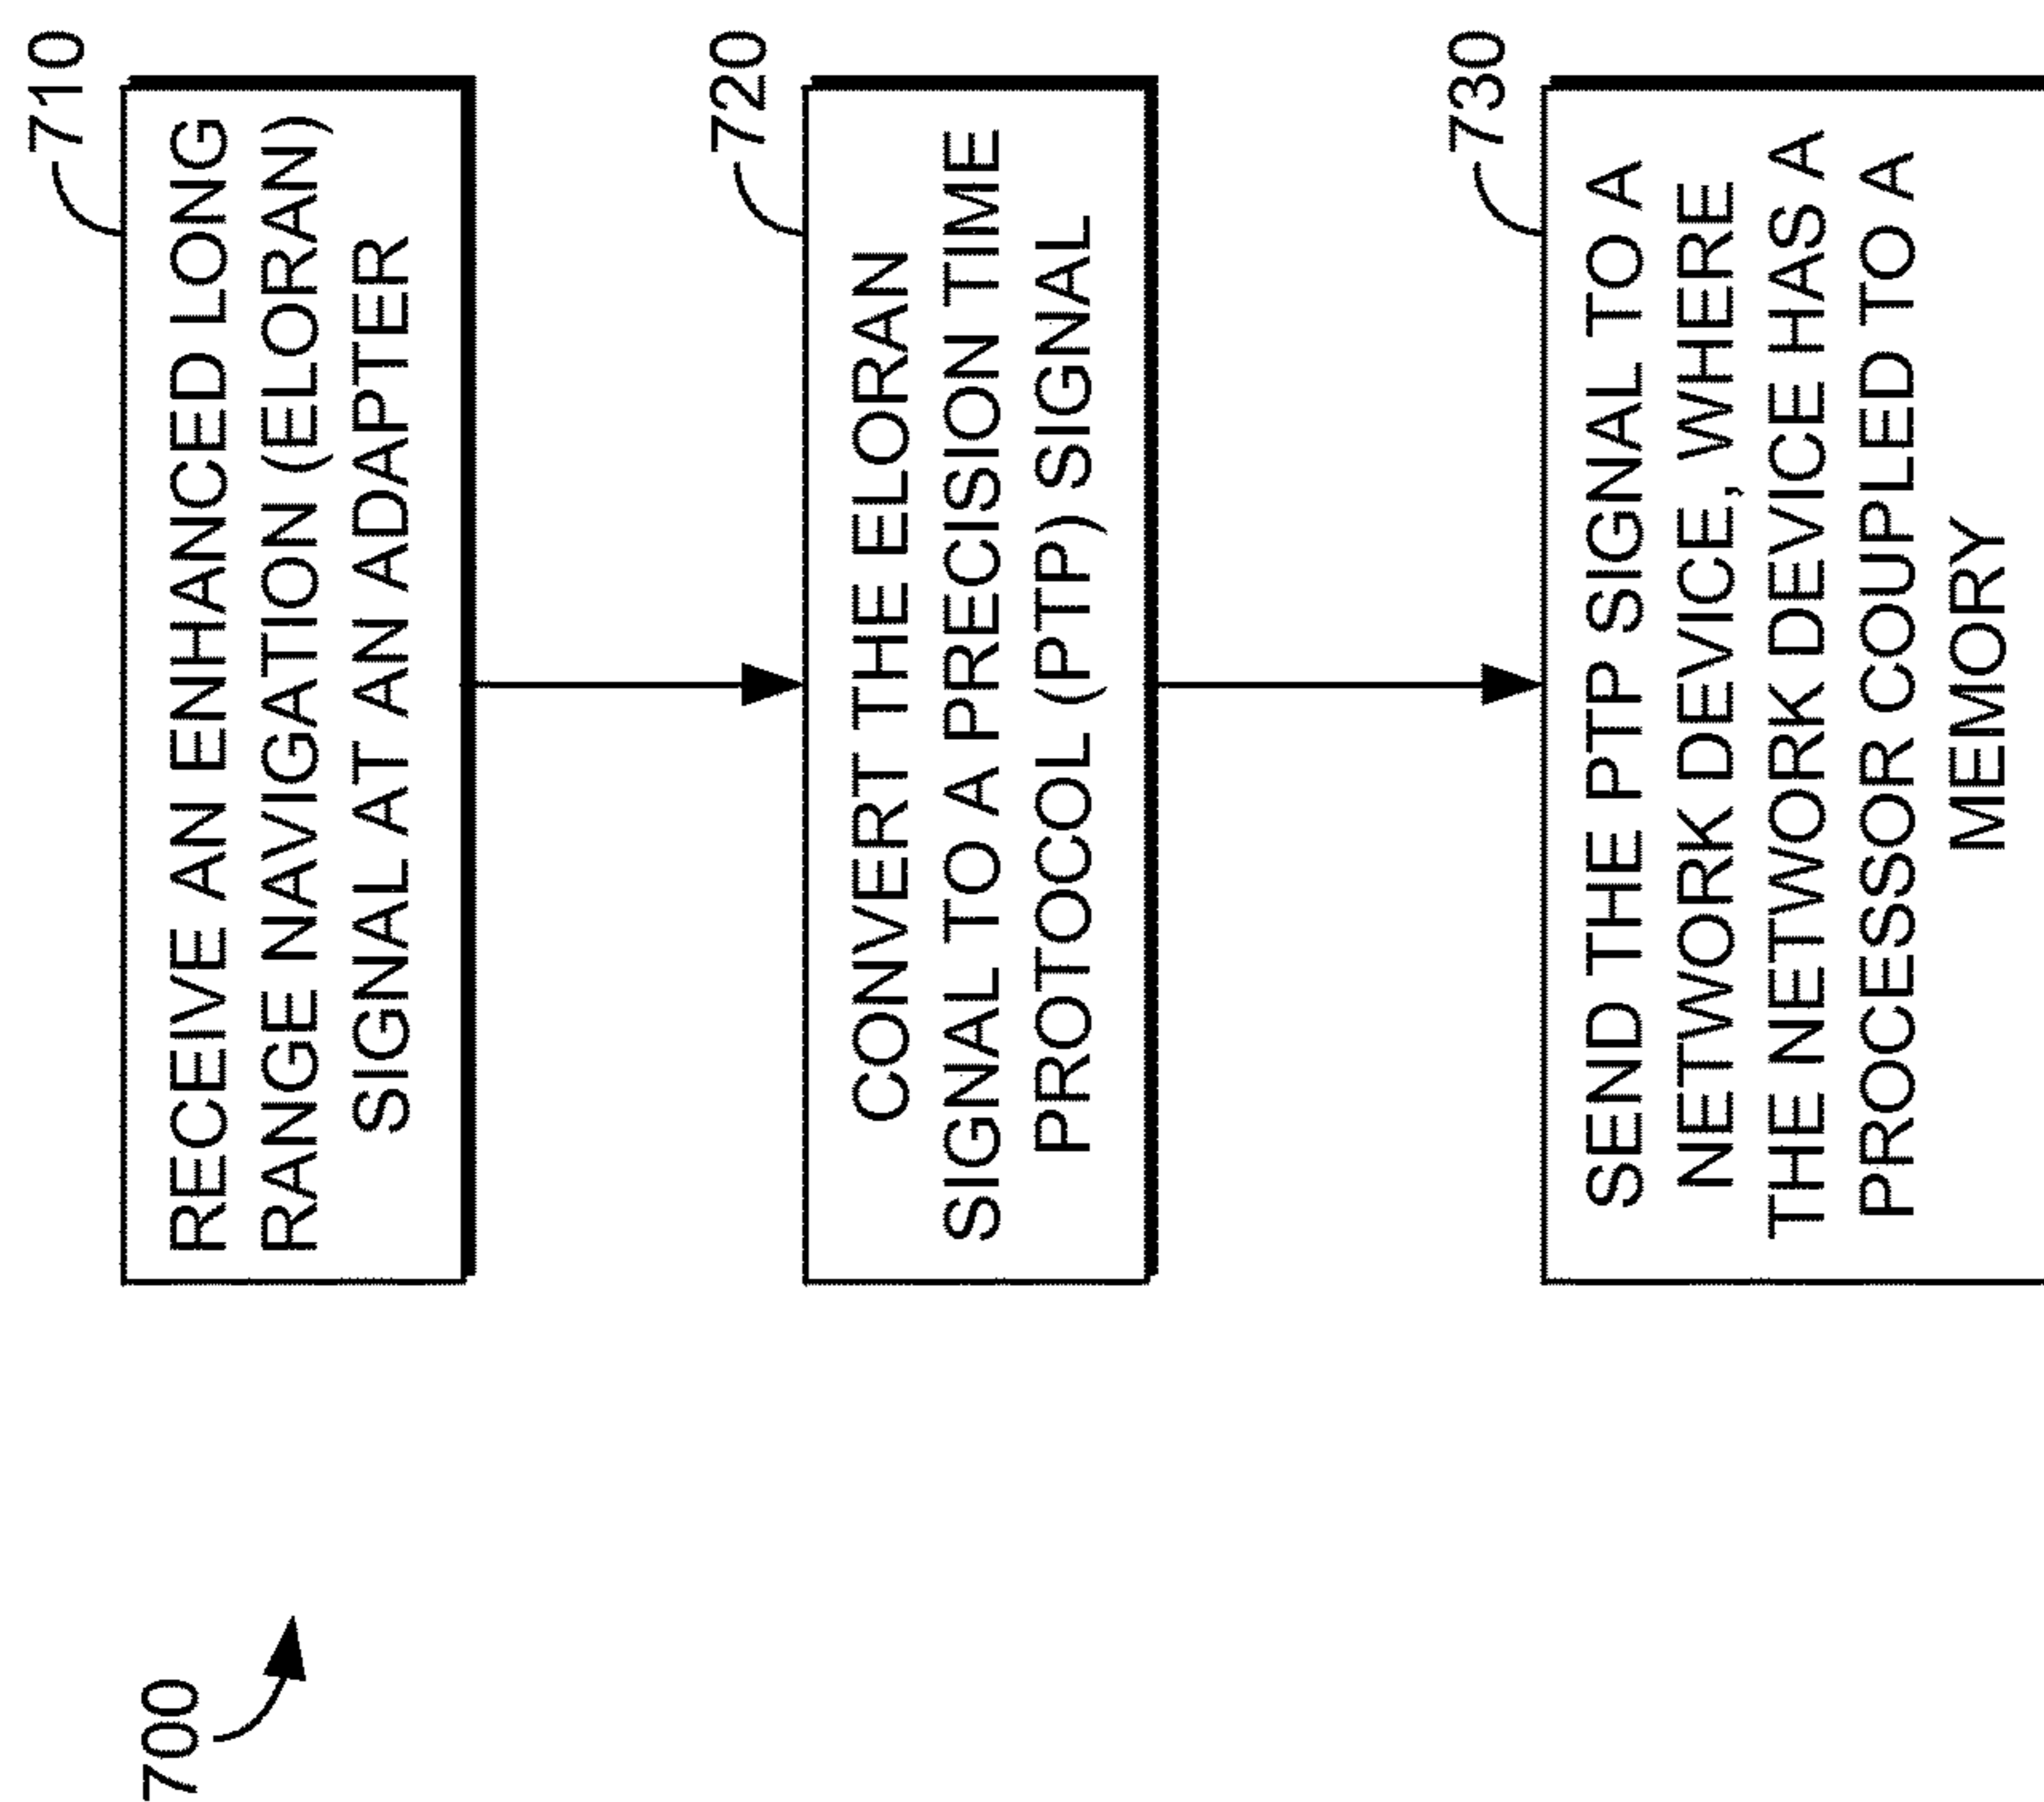 700
710
RECEIVE AN ENHANCED LONG
RANGE NAVIGATION (ELORAN)
SIGNAL AT AN ADAPTER
720
CONVERT THE ELORAN
SIGNAL TO A PRECISION TIME
PROTOCOL (PTP) SIGNAL
730
SEND THE PTP SIGNAL TO A
NETWORK DEVICE, WHERE
THE NETWORK DEVICE HAS A
PROCESSOR COUPLED TO A
MEMORY